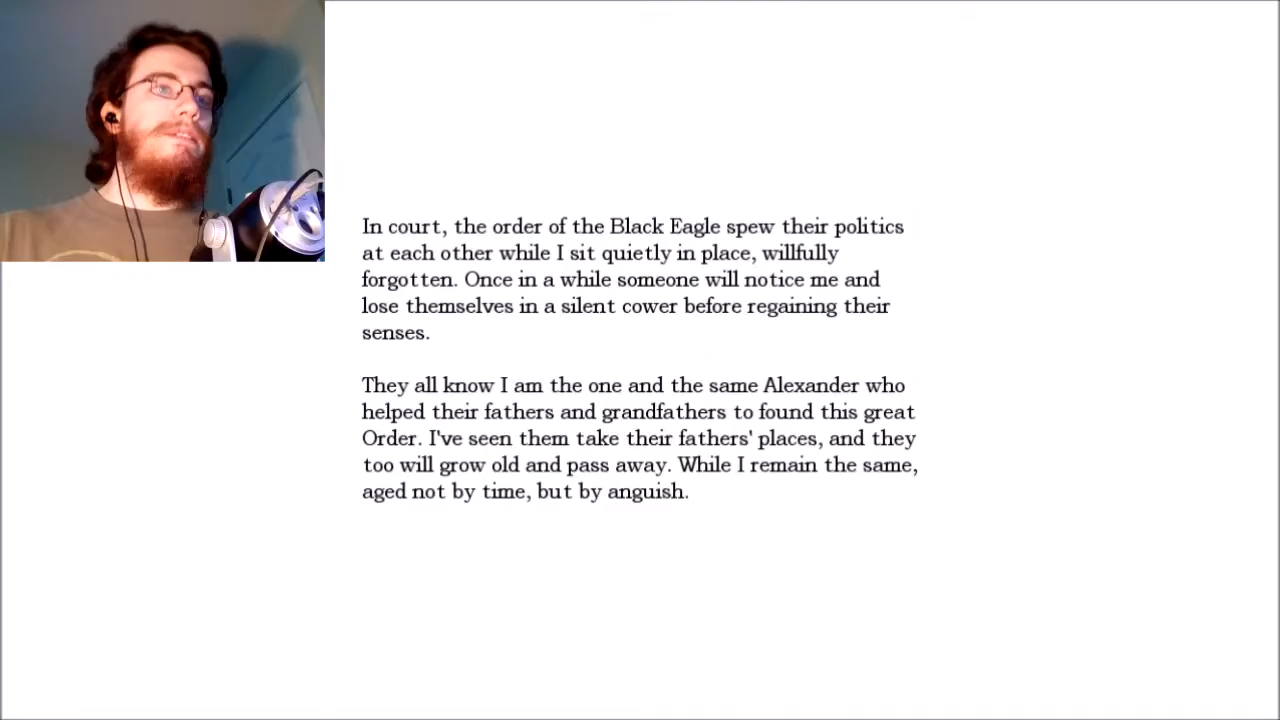 In court, the order of the Black Eagle spew their politics
at each other while I sit quietly in place, willfully
forgotten. Once in a while someone will notice me and
lose themselves in a silent cower before regaining their
senses.
They all know I am the one and the same Alexander who
helped their fathers and grandfathers to found this great
Order. I've seen them take their fathers' places, and they
too will grow old and pass away. While I remain the same,
aged not by time, but by anguish.